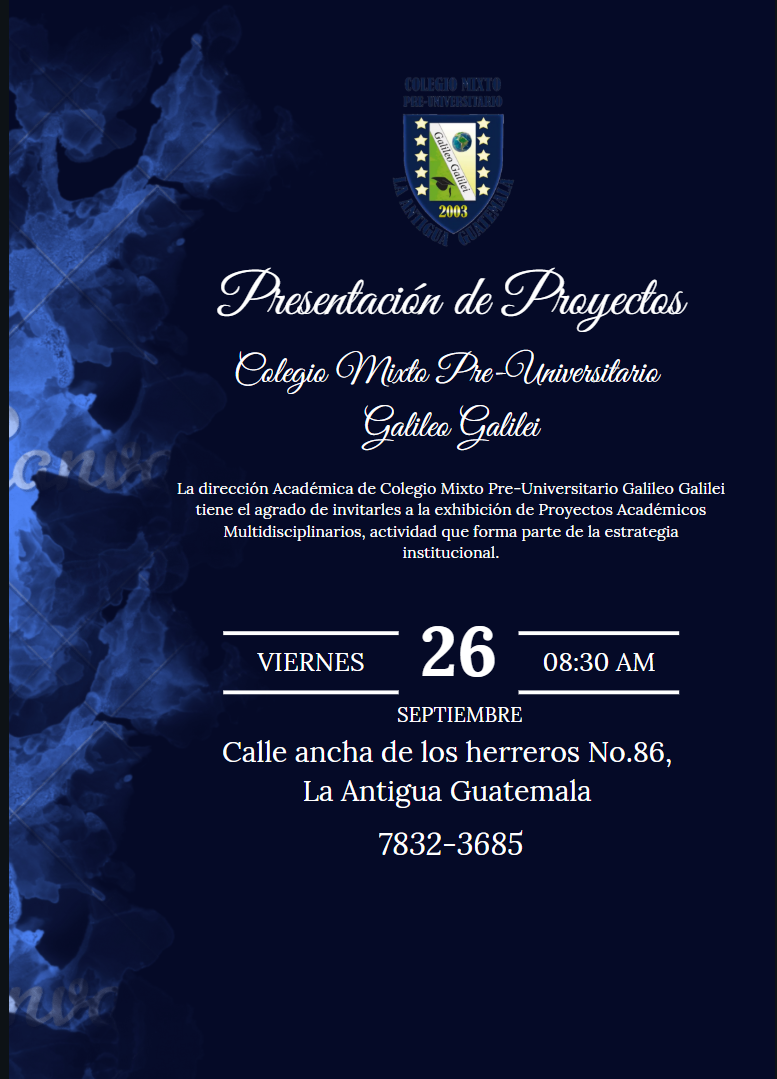 COLEGIO MIXTO
PRE-UNIVERSITARIO
Galileo Galilei
2003
LA ANTIGUA GUATEMALA
Presentación de Proyectos
Colegio Mixto Pre-Universitario
Galileo Galilei
La dirección Académica de Colegio Mixto Pre-Universitario Galileo Galilei
tiene el agrado de invitarles a la exhibición de Proyectos Académicos
Multidisciplinarios, actividad que forma parte de la estrategia
institucional.
VIERNES
26
08:30 AM
SEPTIEMBRE
Calle ancha de los herreros No.86,
La Antigua Guatemala
7832-3685